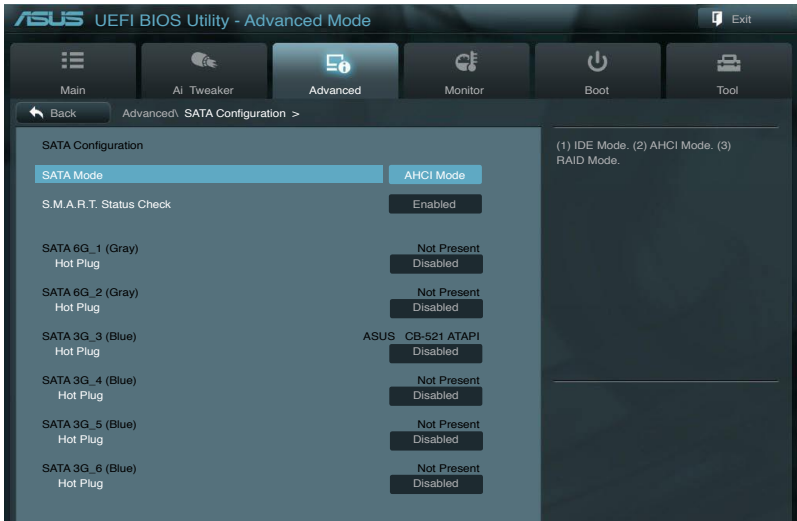 ASUS UEFI BIOS Utility - Advanced Mode
Exit
Main Ai Tweaker Advanced Monitor Boot Tool
Back Advanced\ SATA Configuration >
SATA Configuration
SATA Mode AHCI Mode
S.M.A.R.T. Status Check Enabled
SATA 6G_1 (Gray) Not Present
Hot Plug Disabled
SATA 6G_2 (Gray) Not Present
Hot Plug Disabled
SATA 3G_3 (Blue) ASUS CB-521 ATAPI
Hot Plug Disabled
SATA 3G_4 (Blue) Not Present
Hot Plug Disabled
SATA 3G_5 (Blue) Not Present
Hot Plug Disabled
SATA 3G_6 (Blue) Not Present
Hot Plug Disabled
(1) IDE Mode. (2) AHCI Mode. (3)
RAID Mode.